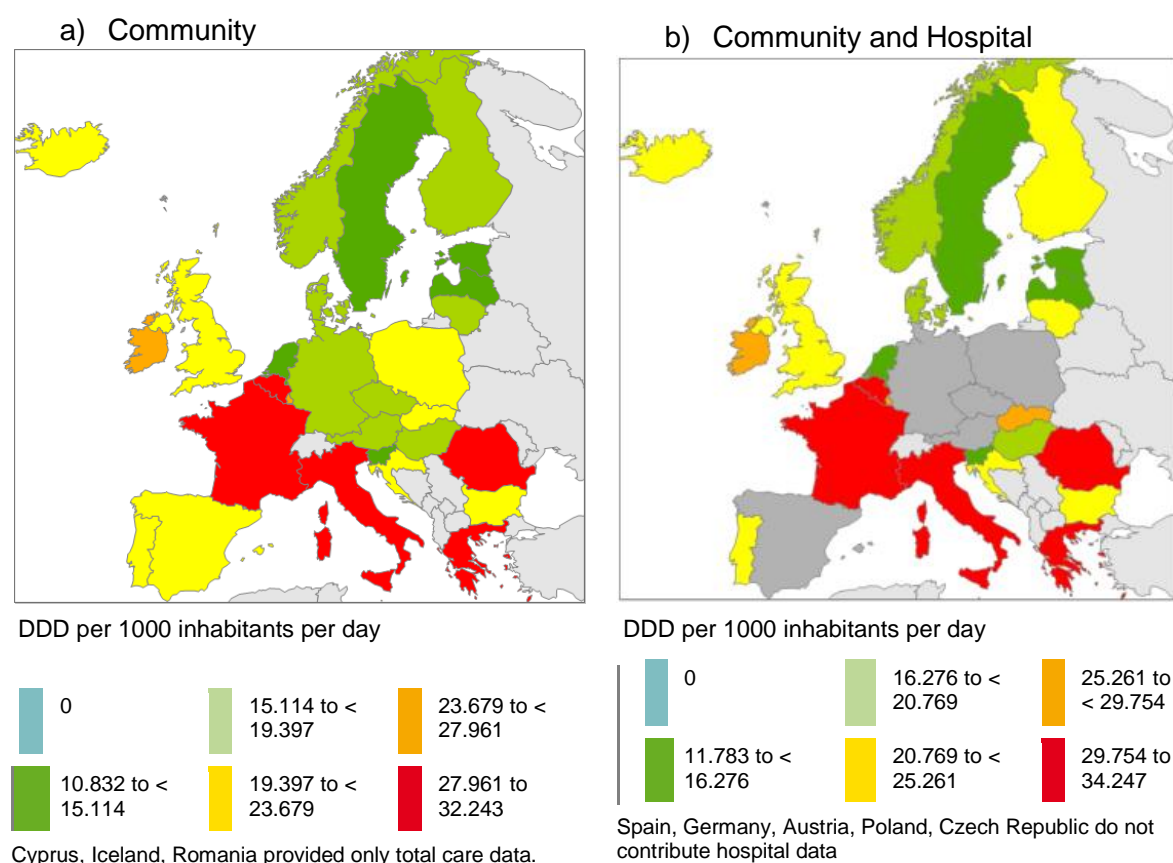 a) Community
DDD per 1000 inhabitants per day
0
15.114 to <
19.397
23.679 to <
27.961
10.832 to <
15.114
19.397 to <
23.679
27.961 to
32.243
Cyprus, Iceland, Romania provided only total care data.
b) Community and Hospital
DDD per 1000 inhabitants per day
0
16.276 to <
20.769
25.261 to
< 29.754
11.783 to <
16.276
20.769 to <
25.261
29.754 to
34.247
Spain, Germany, Austria, Poland, Czech Republic do not
contribute hospital data